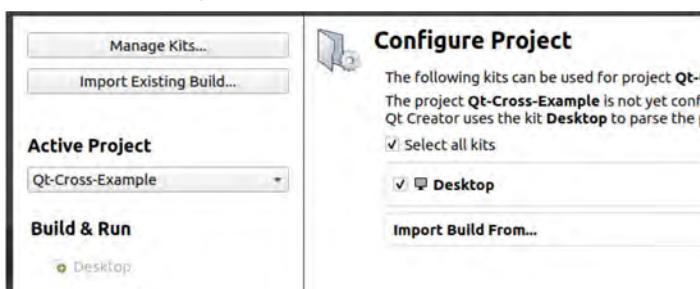 Manage Kits...
Import Existing Build...
Active Project
Qt-Cross-Example
Build & Run
Desktop
Configure Project
The following kits can be used for project Qt-
The project Qt-Cross-Example is not yet conf
Qt Creator uses the kit Desktop to parse the
Select all kits
Desktop
Import Build From...